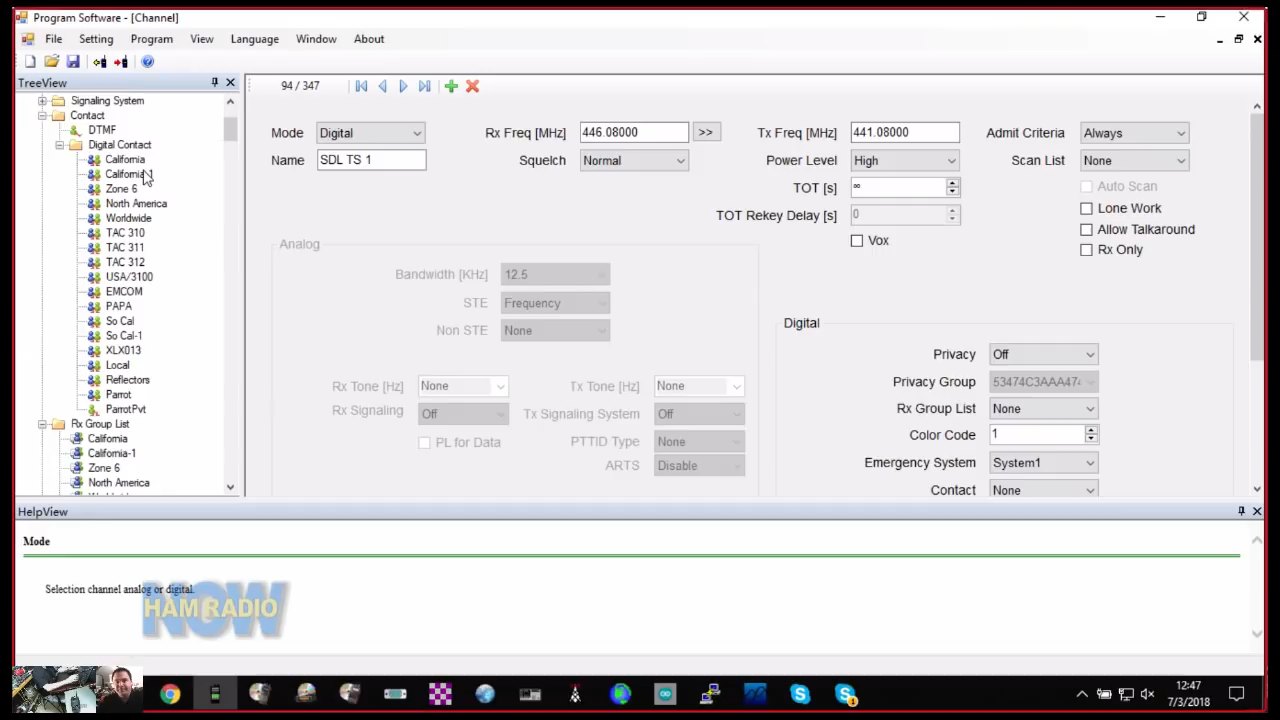 Program Software - [Channel]
File Setting Program View Language Window About
TreeView
94 / 347
Signaling System
Contact
DTMF
Digital Contact
California
California-1
Zone 6
North America
Worldwide
TAC 310
TAC 311
TAC 312
USA/3100
EMCOM
PAPA
So Cal
So Cal-1
XLX013
Local
Reflectors
Parrot
ParrotPvt
Rx Group List
California
California-1
Zone 6
North America
Mode Digital Rx Freq [MHz] 446.08000 >> Tx Freq [MHz] 441.08000 Admit Criteria Always
Name SDL TS 1 Squelch Normal Power Level High Scan List None
TOT [s] ∞ Auto Scan
TOT Rekey Delay [s] 0 Lone Work
Vox Allow Talkaround
Rx Only
Analog
Bandwidth [KHz] 12.5
STE Frequency
Non STE None
Rx Tone [Hz] None Tx Tone [Hz] None
Rx Signaling Off Tx Signaling System Off
PL for Data PTTID Type None
ARTS Disable
Digital
Privacy Off
Privacy Group 53474C3AAA474
Rx Group List None
Color Code 1
Emergency System System1
Contact None
HelpView
Mode
Selection channel analog or digital.
NOW
HAM RADIO
12:47
7/3/2018